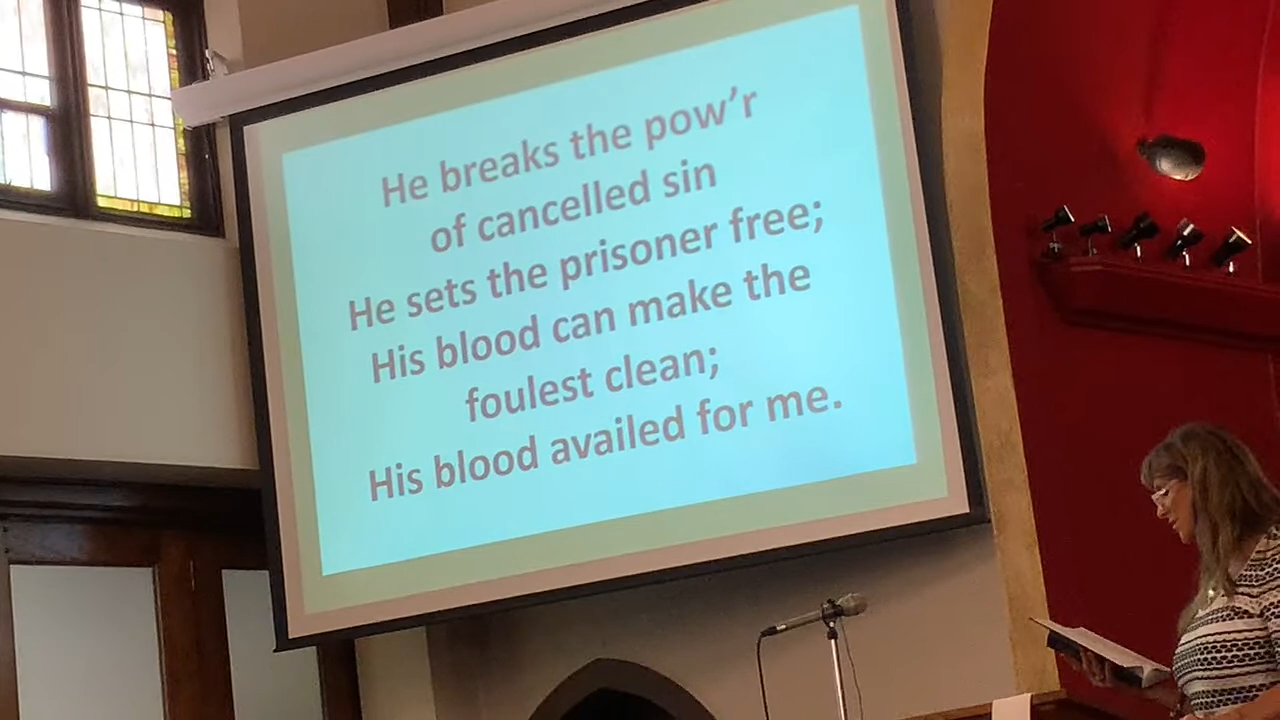 He breaks the pow’r
of cancelled sin
He sets the prisoner free;
His blood can make the
foulest clean;
His blood availed for me.